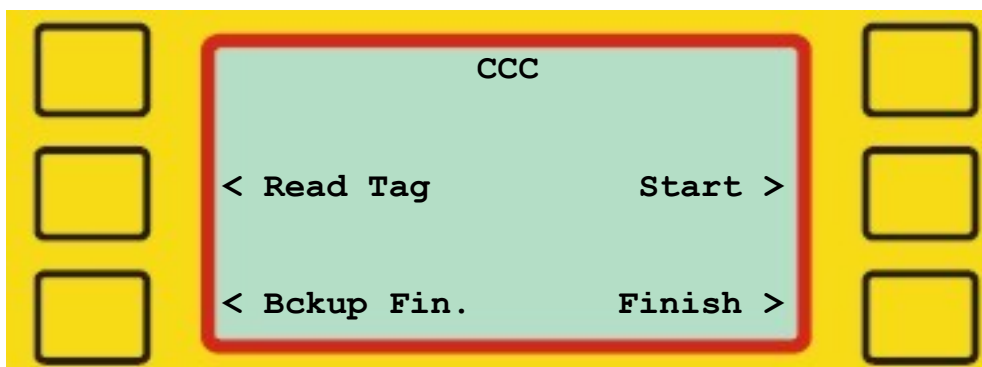 CCC
< Read Tag Start >
< Bckup Fin. Finish >